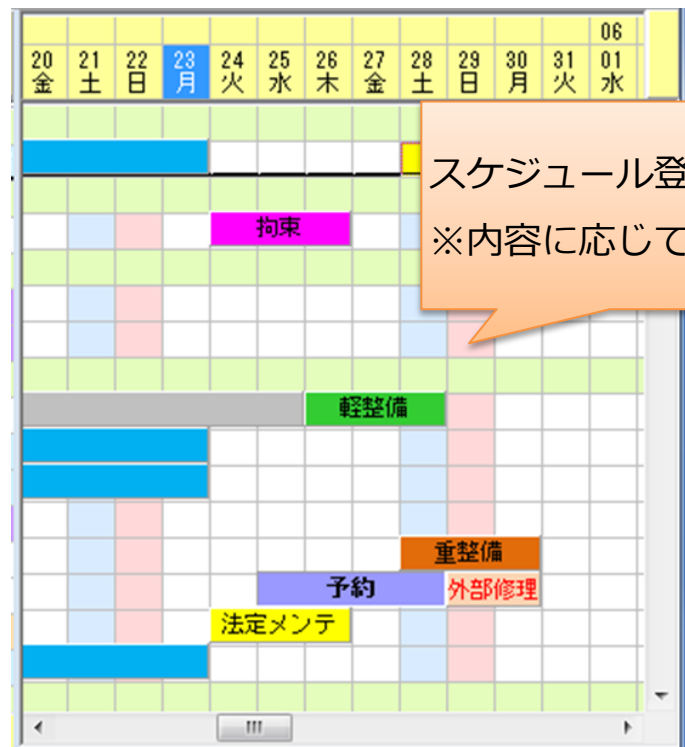 06
20 21 22 23 24 25 26 27 28 29 30 31 01
金 土 日 月 火 水 木 金 土 日 月 火 水
スケジュール登
※内容に応じて
拘束
軽整備
重整備
予約 外部修理
法定メンテ